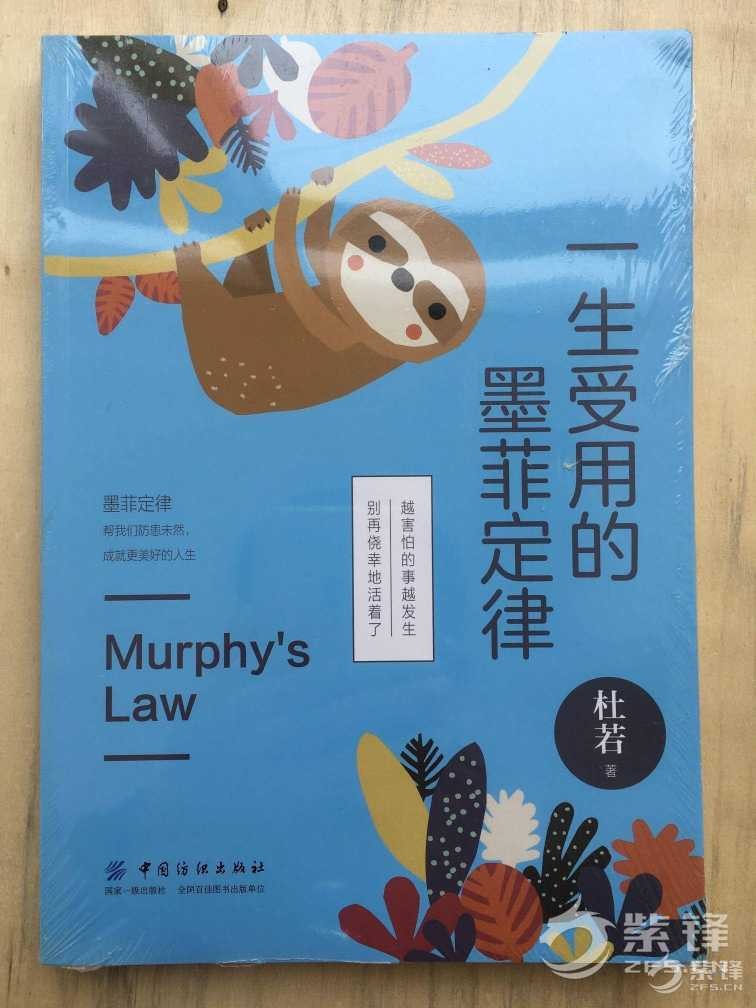 一生受用的
墨菲定律
越害怕的事越发生
别再侥幸地活着了
墨菲定律
帮我们防患未然，
成就更美好的人生
Murphy's
Law
杜若
著
中国纺织出版社
国家一级出版社 全国百佳图书出版单位
紫锋
ZFS.CN
紫锋
ZFS.CN